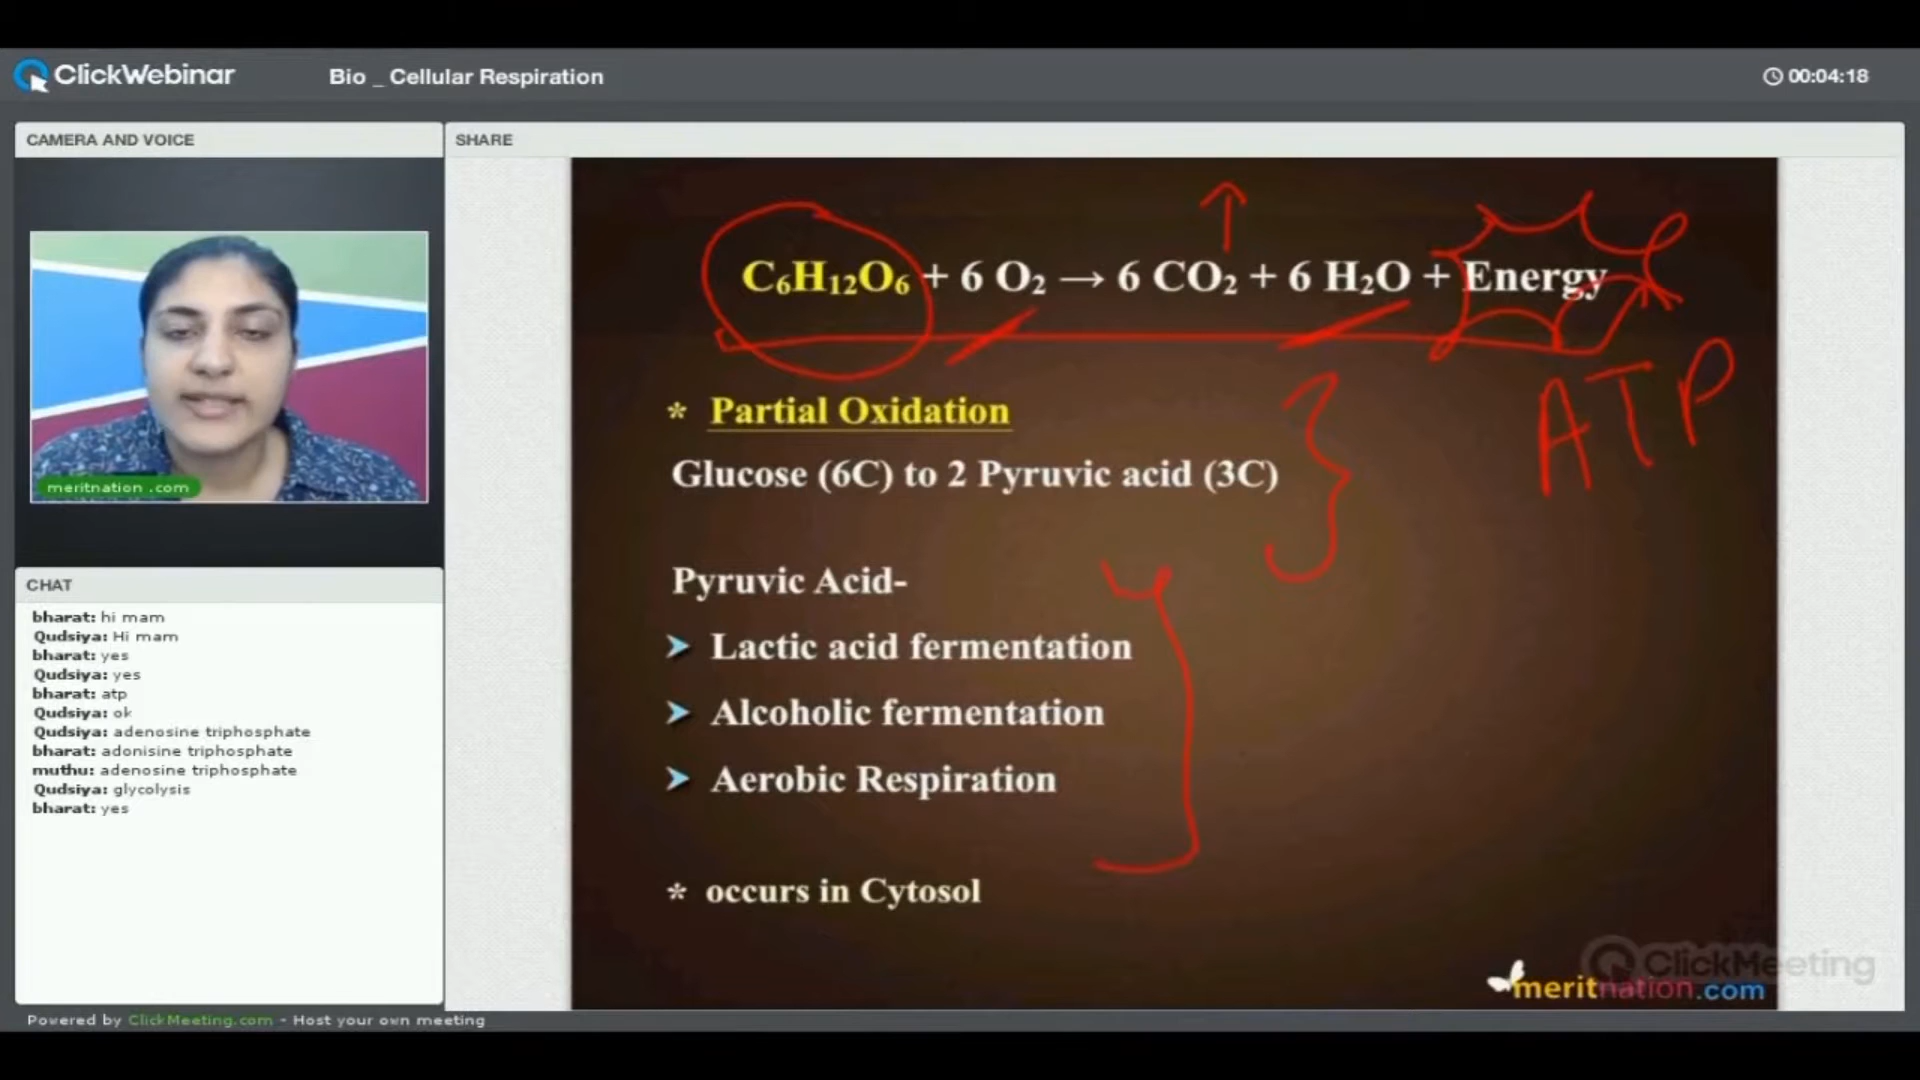 ClickWebinar
Bio _ Cellular Respiration
00:04:18
CAMERA AND VOICE
SHARE
meritnation .com
CHAT
bharat: hi mam
Qudsiya: Hi mam
bharat: yes
Qudsiya: yes
bharat: atp
Qudsiya: ok
Qudsiya: adenosine triphosphate
bharat: adonisine triphosphate
muthu: adenosine triphosphate
Qudsiya: glycolysis
bharat: yes
C₆H₁₂O₆ + 6 O₂ → 6 CO₂ + 6 H₂O + Energy
ATP
* Partial Oxidation
Glucose (6C) to 2 Pyruvic acid (3C)
Pyruvic Acid-
➤ Lactic acid fermentation
➤ Alcoholic fermentation
➤ Aerobic Respiration
* occurs in Cytosol
ClickMeeting
meritnation.com
Powered by ClickMeeting.com - Host your own meeting